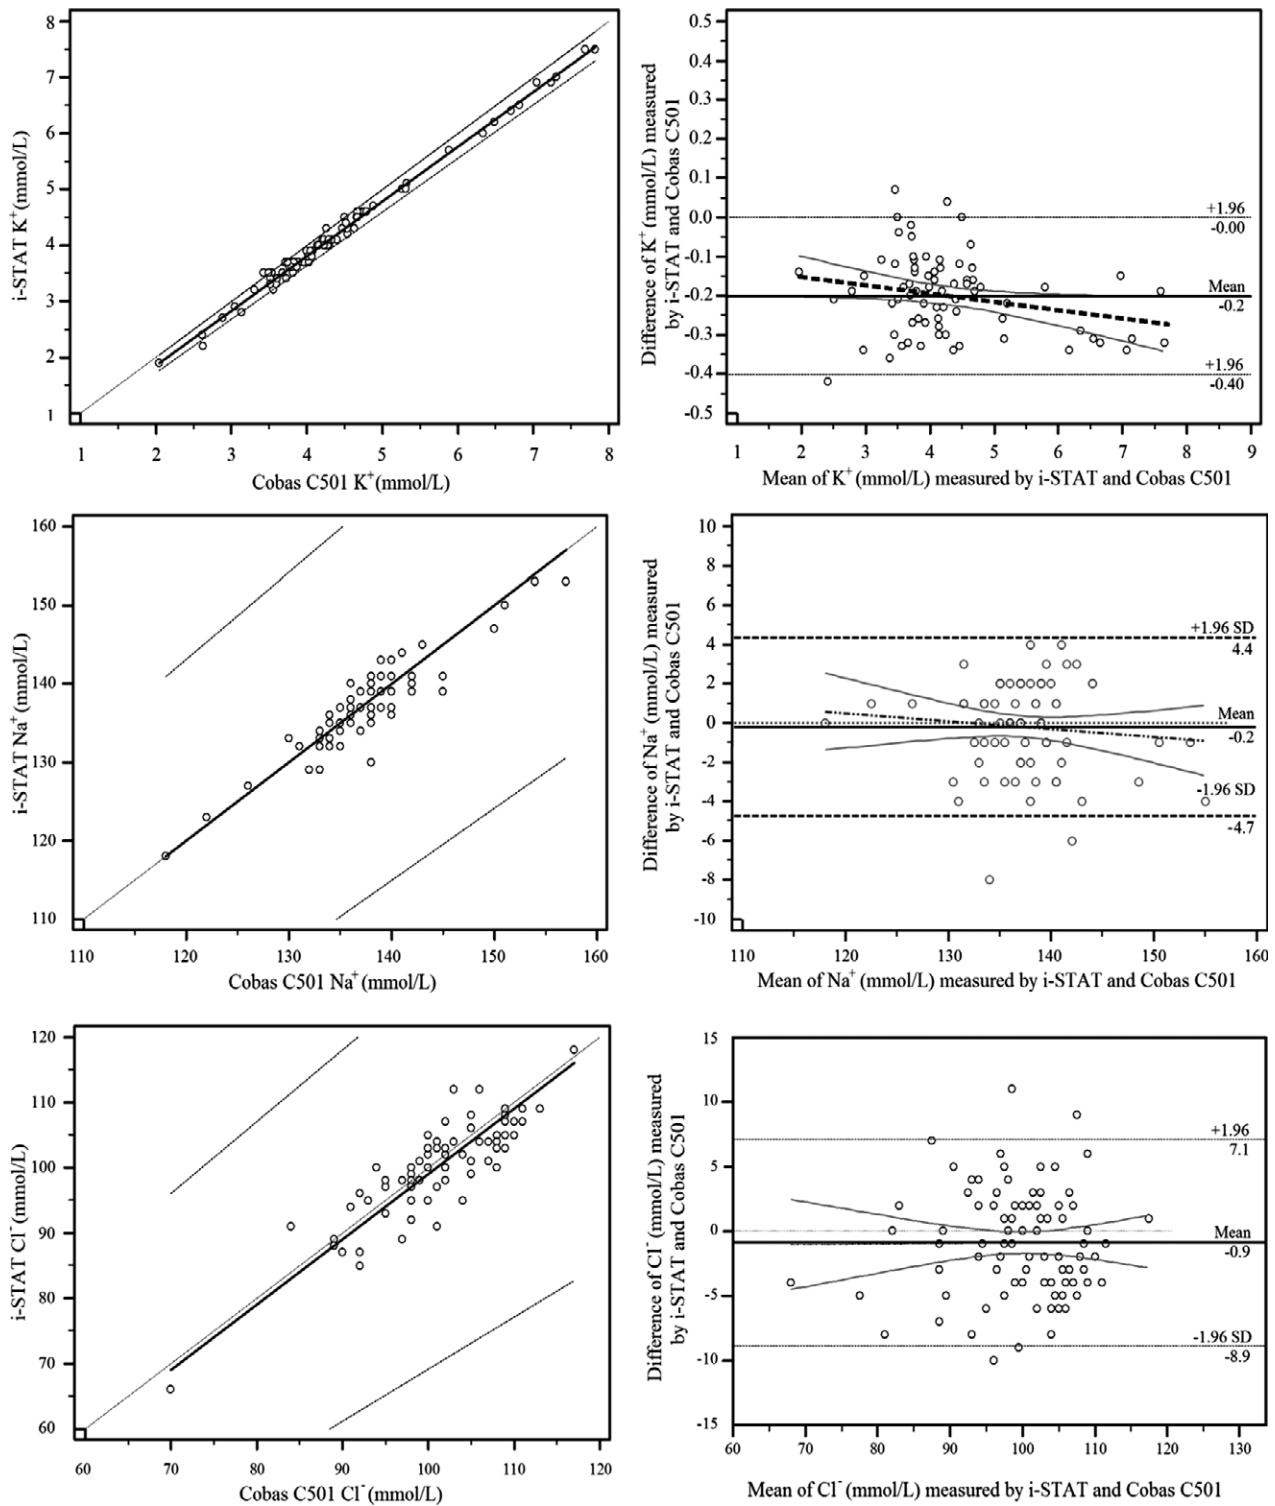 8
7
6
5
4
3
2
1
i-STAT K⁺(mmol/L)
1 2 3 4 5 6 7 8
Cobas C501 K⁺(mmol/L)
0.5
0.4
0.3
0.2
0.1
0.0
-0.1
-0.2
-0.3
-0.4
-0.5
Difference of K⁺ (mmol/L) measured
by i-STAT and Cobas C501
+1.96
-0.00
Mean
-0.2
+1.96
-0.40
1 2 3 4 5 6 7 8 9
Mean of K⁺ (mmol/L) measured by i-STAT and Cobas C501
160
150
140
130
120
110
i-STAT Na⁺(mmol/L)
110 120 130 140 150 160
Cobas C501 Na⁺ (mmol/L)
10
8
6
4
2
0
-2
-4
-6
-8
-10
Difference of Na⁺ (mmol/L) measured
by i-STAT and Cobas C501
+1.96 SD
4.4
Mean
-0.2
-1.96 SD
-4.7
110 120 130 140 150 160
Mean of Na⁺ (mmol/L) measured by i-STAT and Cobas C501
120
110
100
90
80
70
60
i-STAT Cl⁻ (mmol/L)
60 70 80 90 100 110 120
Cobas C501 Cl⁻ (mmol/L)
15
10
5
0
-5
-10
-15
Difference of Cl⁻ (mmol/L) measured
by i-STAT and Cobas C501
+1.96
7.1
Mean
-0.9
-1.96 SD
-8.9
60 70 80 90 100 110 120 130
Mean of Cl⁻ (mmol/L) measured by i-STAT and Cobas C501